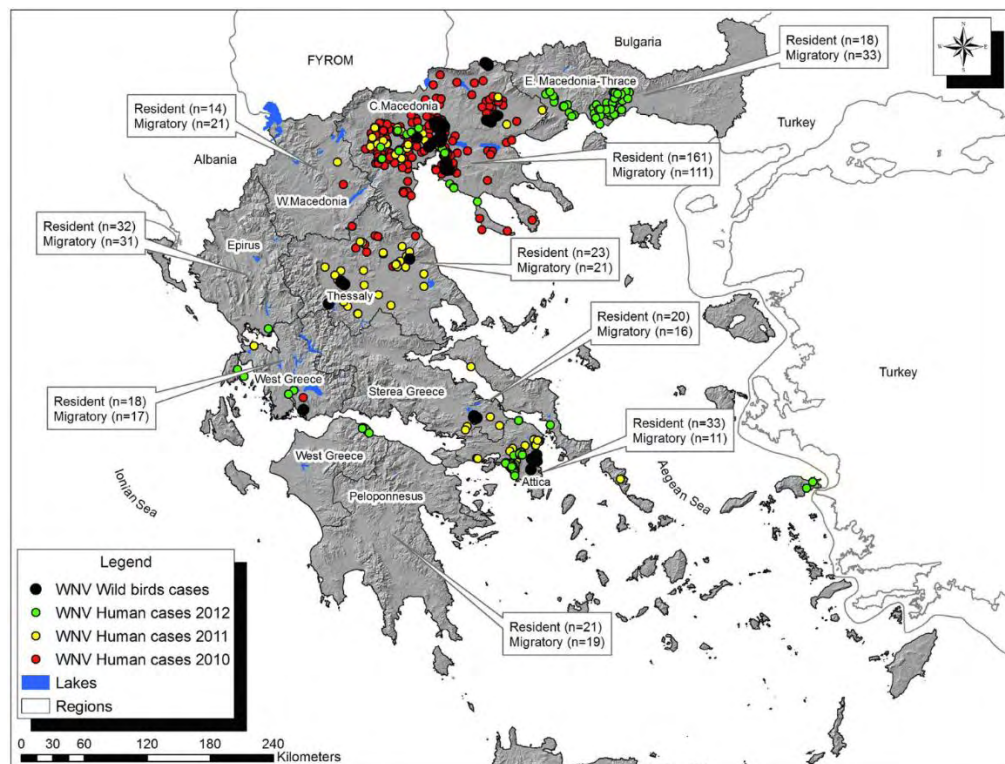 N
W
E
S
Bulgaria
FYROM
Resident (n=18)
Migratory (n=33)
E. Macedonia-Thrace
C.Macedonia
Resident (n=14)
Migratory (n=21)
Turkey
Albania
Resident (n=161)
Migratory (n=111)
W.Macedonia
Resident (n=32)
Migratory (n=31)
Epirus
Resident (n=23)
Migratory (n=21)
Thessaly
Resident (n=20)
Migratory (n=16)
Turkey
West Greece
Sterea Greece
Resident (n=18)
Migratory (n=17)
Resident (n=33)
Migratory (n=11)
West Greece
Attica
Ionian Sea
Aegean Sea
Peloponnesus
Legend
WNV Wild birds cases
WNV Human cases 2012
WNV Human cases 2011
WNV Human cases 2010
Lakes
Regions
Resident (n=21)
Migratory (n=19)
0 30 60 120 180 240
Kilometers